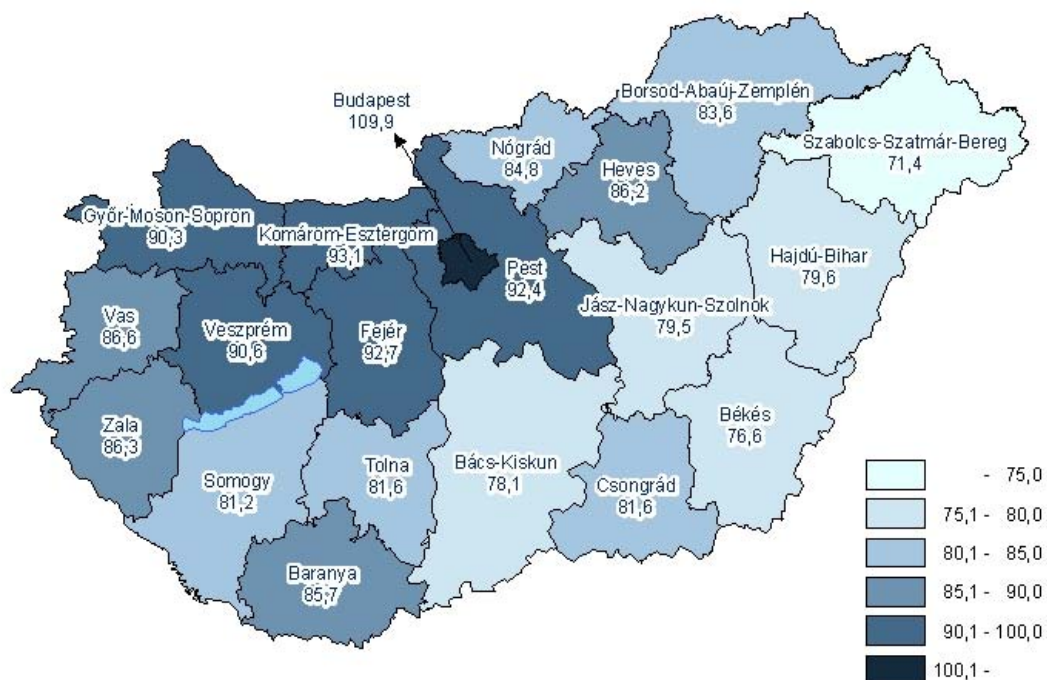 Budapest
109,9
Borsod-Abaúj-Zemplén
83,6
Szabolcs-Szatmár-Bereg
71,4
Nógrád
84,8
Heves
86,2
Győr-Moson-Sopron
90,3
Komárom-Esztergom
93,1
Pest
92,4
Hajdú-Bihar
79,6
Jász-Nagykun-Szolnok
79,5
Vas
86,6
Veszprém
90,6
Fejér
92,7
Zala
86,3
Békés
76,6
Somogy
81,2
Tolna
81,6
Bács-Kiskun
78,1
Csongrád
81,6
Baranya
85,7
- 75,0
75,1 - 80,0
80,1 - 85,0
85,1 - 90,0
90,1 - 100,0
100,1 -